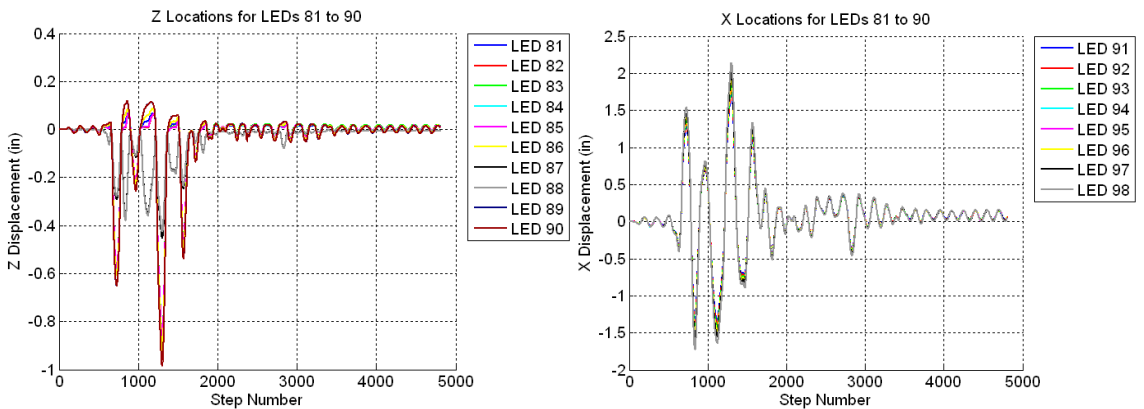 Z Locations for LEDs 81 to 90
Z Displacement (in)
0.4
0.2
0
-0.2
-0.4
-0.6
-0.8
-1
0 1000 2000 3000 4000 5000
Step Number
LED 81
LED 82
LED 83
LED 84
LED 85
LED 86
LED 87
LED 88
LED 89
LED 90
X Locations for LEDs 81 to 90
X Displacement (in)
2.5
2
1.5
1
0.5
0
-0.5
-1
-1.5
-2
0 1000 2000 3000 4000 5000
Step Number
LED 91
LED 92
LED 93
LED 94
LED 95
LED 96
LED 97
LED 98